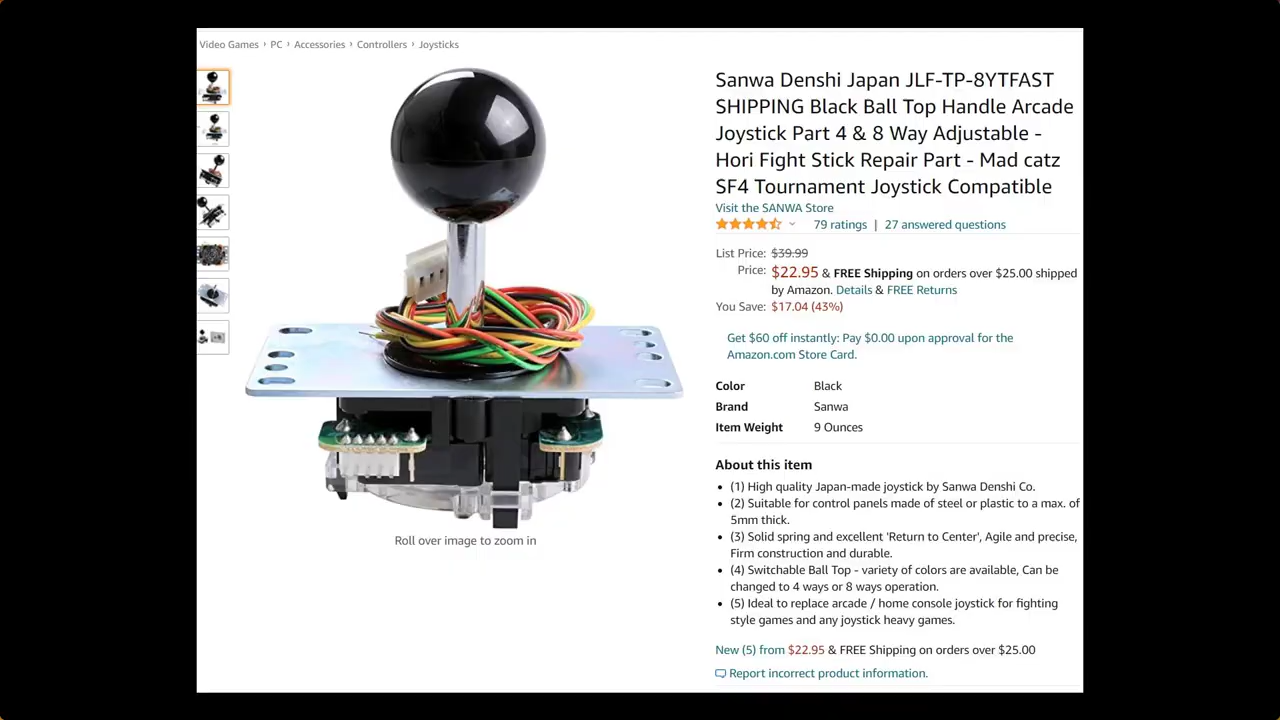 Video Games › PC › Accessories › Controllers › Joysticks
Sanwa Denshi Japan JLF-TP-8YTFAST
SHIPPING Black Ball Top Handle Arcade
Joystick Part 4 & 8 Way Adjustable -
Hori Fight Stick Repair Part - Mad catz
SF4 Tournament Joystick Compatible
Visit the SANWA Store
79 ratings | 27 answered questions
List Price: $39.99
Price: $22.95 & FREE Shipping on orders over $25.00 shipped
by Amazon. Details & FREE Returns
You Save: $17.04 (43%)
Get $60 off instantly: Pay $0.00 upon approval for the
Amazon.com Store Card.
Color Black
Brand Sanwa
Item Weight 9 Ounces
About this item
• (1) High quality Japan-made joystick by Sanwa Denshi Co.
• (2) Suitable for control panels made of steel or plastic to a max. of
5mm thick.
• (3) Solid spring and excellent 'Return to Center', Agile and precise,
Firm construction and durable.
• (4) Switchable Ball Top - variety of colors are available, Can be
changed to 4 ways or 8 ways operation.
• (5) Ideal to replace arcade / home console joystick for fighting
style games and any joystick heavy games.
New (5) from $22.95 & FREE Shipping on orders over $25.00
Report incorrect product information.
Roll over image to zoom in